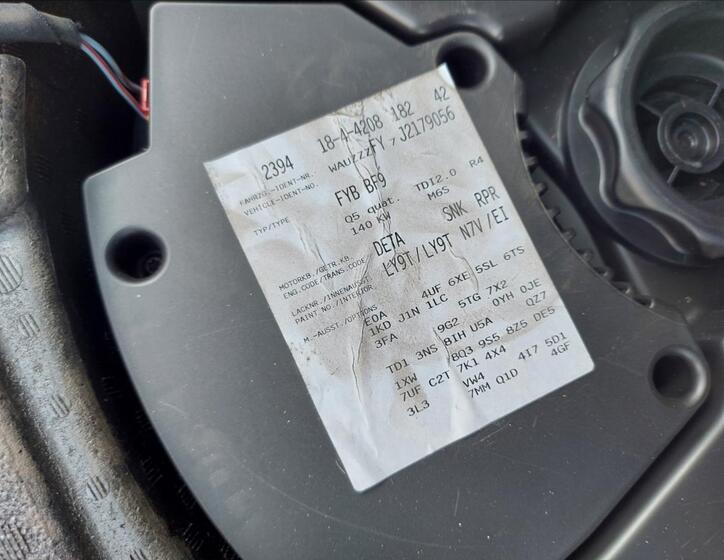 2394 18-4-4208 182 42
FAHRZG.-IDENT-NR.
VEHICLE-IDENT-NO. WAUZZZFY7J2179056
TYP/TYPE FYB BF9
Q5 quat. TDI2.0 R4
140 KW M6S
MOTORKB./GETR.KB.
ENG.CODE/TRANS.CODE DETA SNK RPR
LACKNR./INNENAUSST.
PAINT NO./INTERIOR LY9T/LY9T N7V/EI
M.-AUSST./OPTIONS
E0A 4UF 6XE 5SL 6TS
1KD J1N 1LC 5TG 7X2
3FA 9G2 0YH 0JE
TD1 3NS 8IH U5A QZ7
1XW 8Q3 9S5 8Z5 DE5
7UF C2T 7K1 4X4
VW4 4I7 5D1
3L3 7MM Q1D 4GF